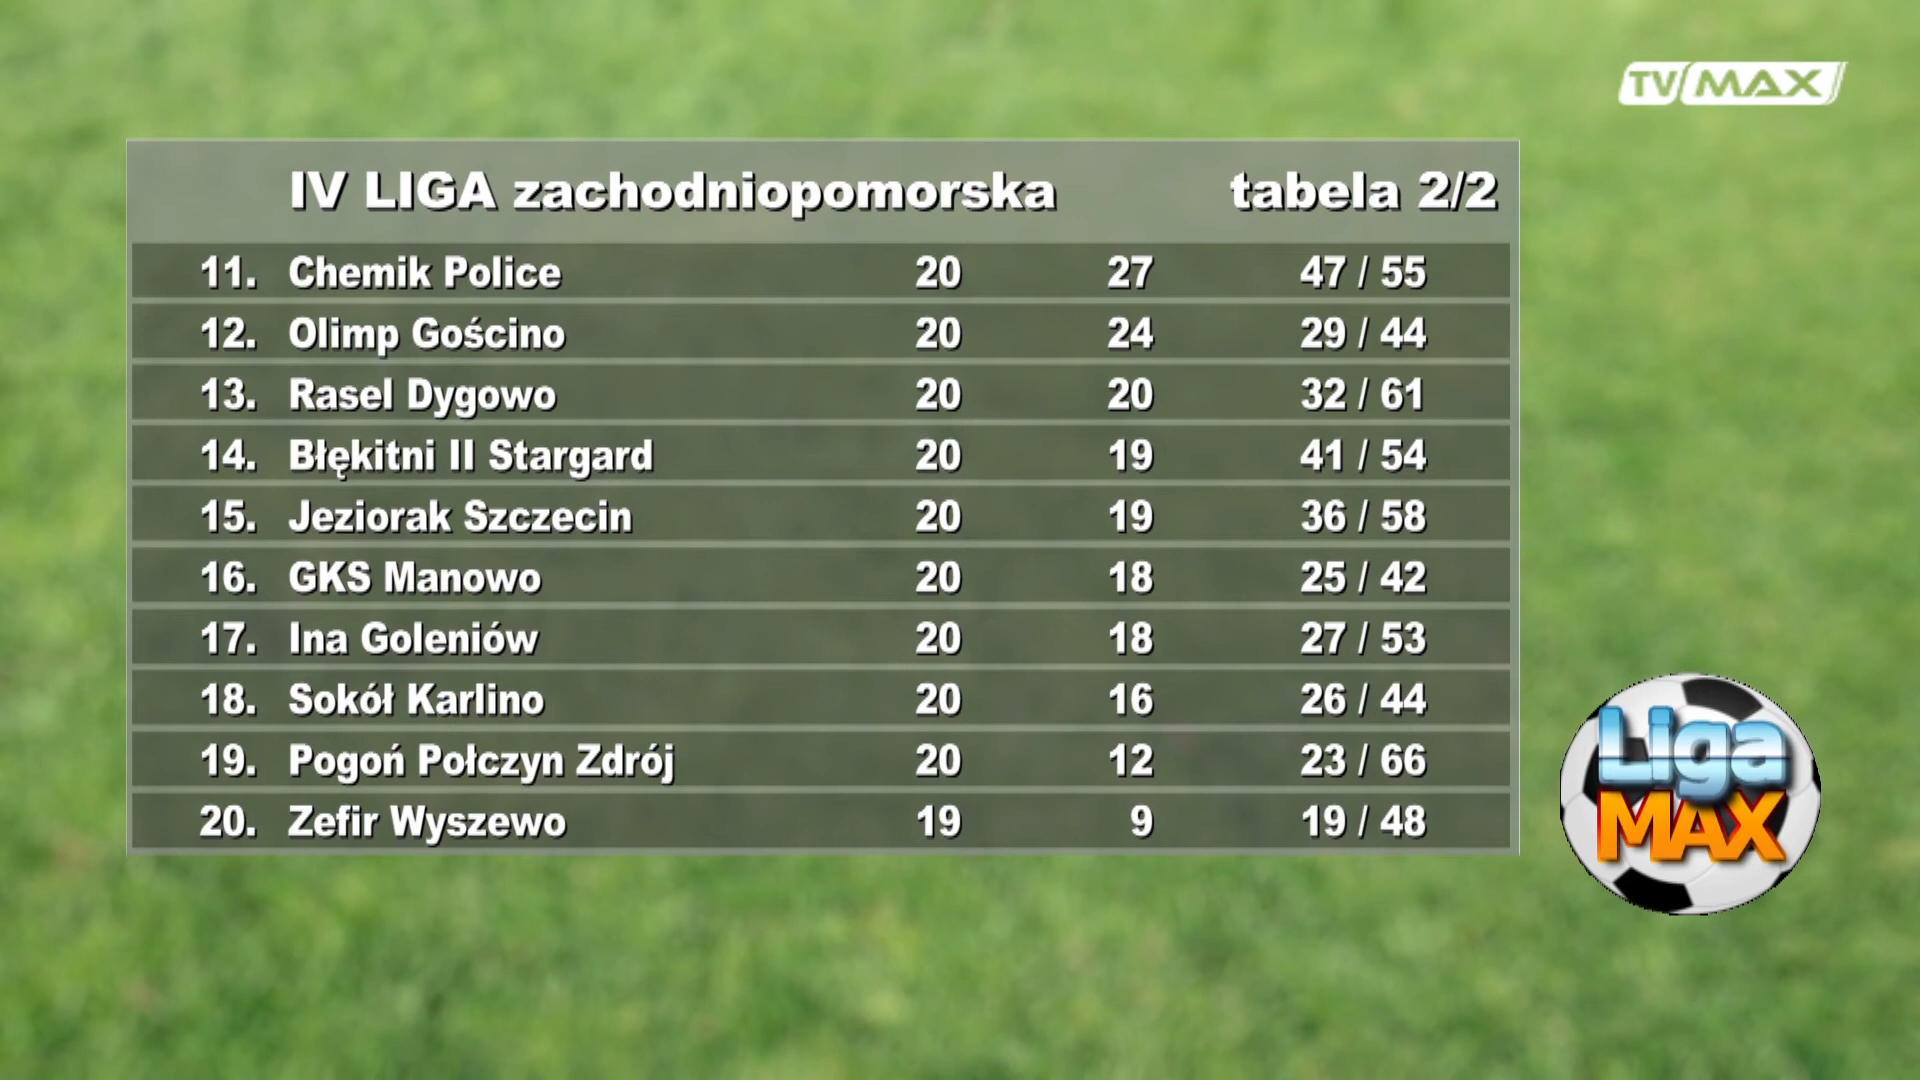 TV MAX
IV LIGA zachodniopomorska tabela 2/2
11. Chemik Police 20 27 47 / 55
12. Olimp Gościno 20 24 29 / 44
13. Rasel Dygowo 20 20 32 / 61
14. Błękitni II Stargard 20 19 41 / 54
15. Jeziorak Szczecin 20 19 36 / 58
16. GKS Manowo 20 18 25 / 42
17. Ina Goleniów 20 18 27 / 53
18. Sokół Karlino 20 16 26 / 44
19. Pogoń Połczyn Zdrój 20 12 23 / 66
20. Zefir Wyszewo 19 9 19 / 48
Liga
MAX